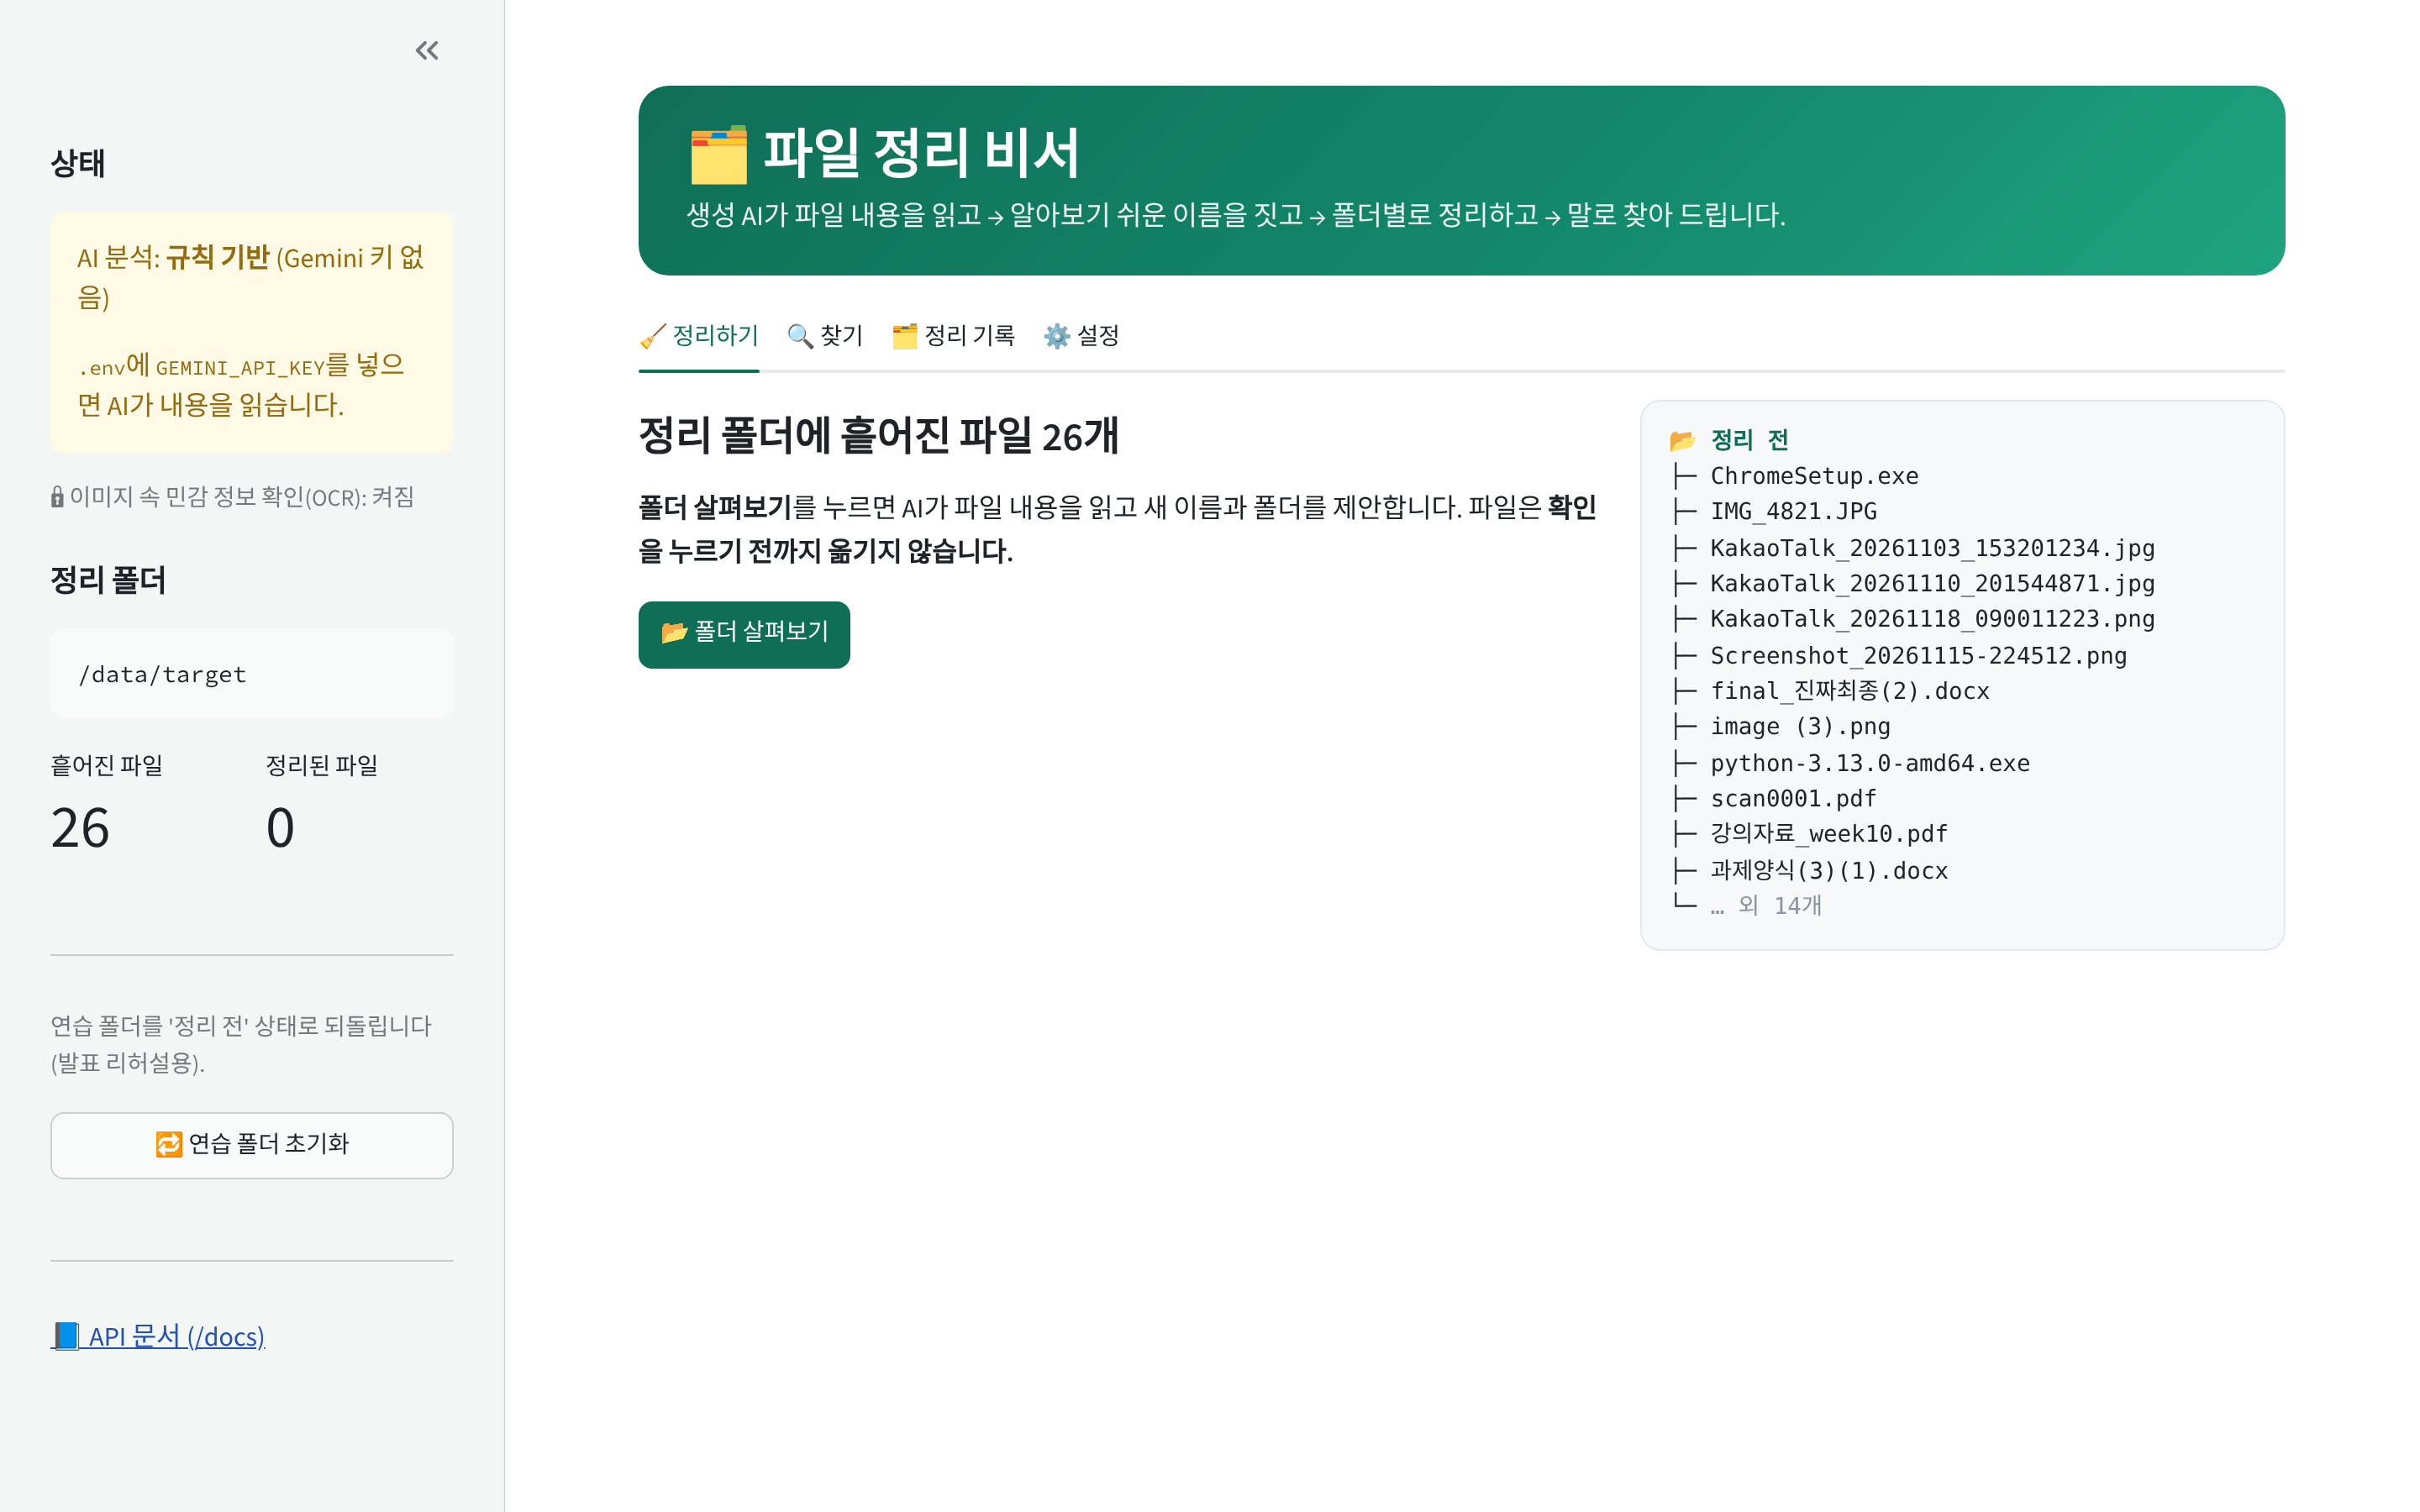 상태
AI 분석: 규칙 기반 (Gemini 키 없
음)
.env에 GEMINI_API_KEY를 넣으
면 AI가 내용을 읽습니다.
🔒 이미지 속 민감 정보 확인(OCR): 켜짐
정리 폴더
/data/target
흩어진 파일 정리된 파일
26 0
연습 폴더를 '정리 전' 상태로 되돌립니다
(발표 리허설용).
🔁 연습 폴더 초기화
📘 API 문서 (/docs)
🗂️ 파일 정리 비서
생성 AI가 파일 내용을 읽고 → 알아보기 쉬운 이름을 짓고 → 폴더별로 정리하고 → 말로 찾아 드립니다.
🧹 정리하기 🔍 찾기 🗂️ 정리 기록 ⚙️ 설정
정리 폴더에 흩어진 파일 26개
폴더 살펴보기를 누르면 AI가 파일 내용을 읽고 새 이름과 폴더를 제안합니다. 파일은 확인
을 누르기 전까지 옮기지 않습니다.
📂 폴더 살펴보기
📂 정리 전
├─ ChromeSetup.exe
├─ IMG_4821.JPG
├─ KakaoTalk_20261103_153201234.jpg
├─ KakaoTalk_20261110_201544871.jpg
├─ KakaoTalk_20261118_090011223.png
├─ Screenshot_20261115-224512.png
├─ final_진짜최종(2).docx
├─ image (3).png
├─ python-3.13.0-amd64.exe
├─ scan0001.pdf
├─ 강의자료_week10.pdf
├─ 과제양식(3)(1).docx
└─ … 외 14개